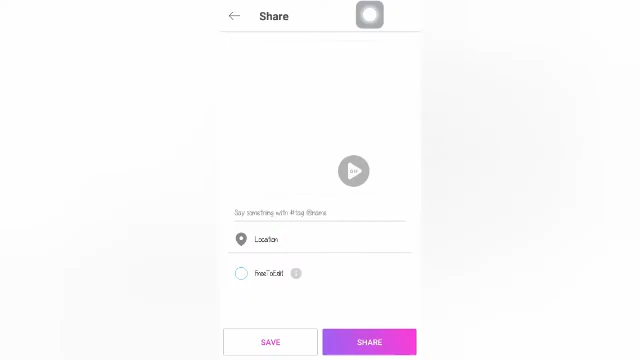 Share
Say something with #tag @name
Location
FreeToEdit
SAVE
SHARE